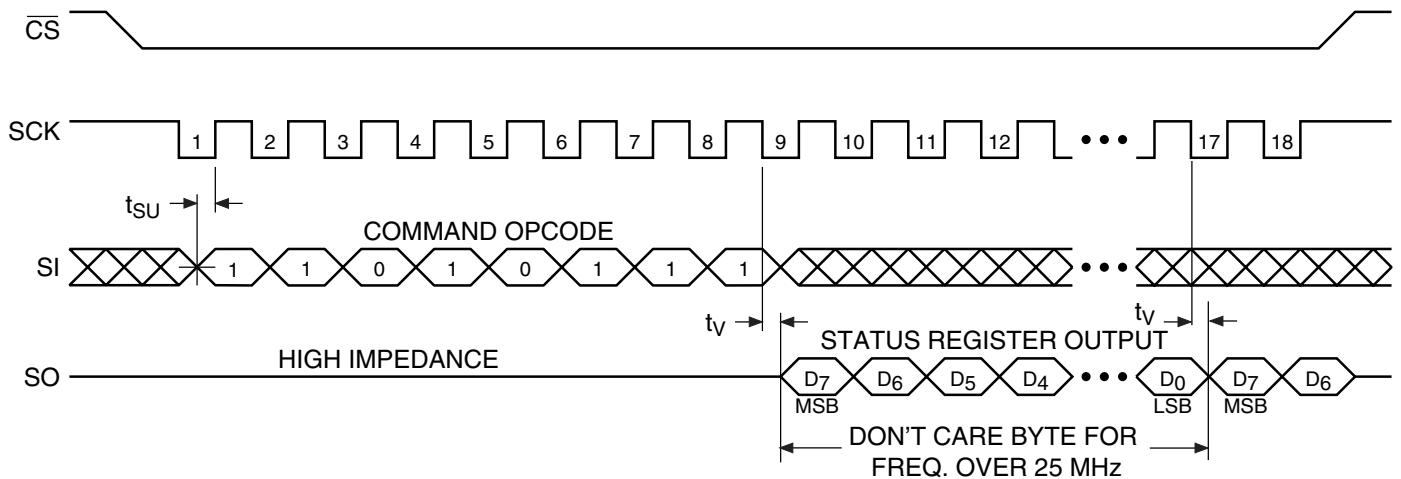 CS
SCK 1 2 3 4 5 6 7 8 9 10 11 12 ••• 17 18
tSU
COMMAND OPCODE
SI 1 1 0 1 0 1 1 1 •••
tV tV
STATUS REGISTER OUTPUT
HIGH IMPEDANCE
SO D7 D6 D5 D4 ••• D0 D7 D6
MSB LSB MSB
DON'T CARE BYTE FOR
FREQ. OVER 25 MHz